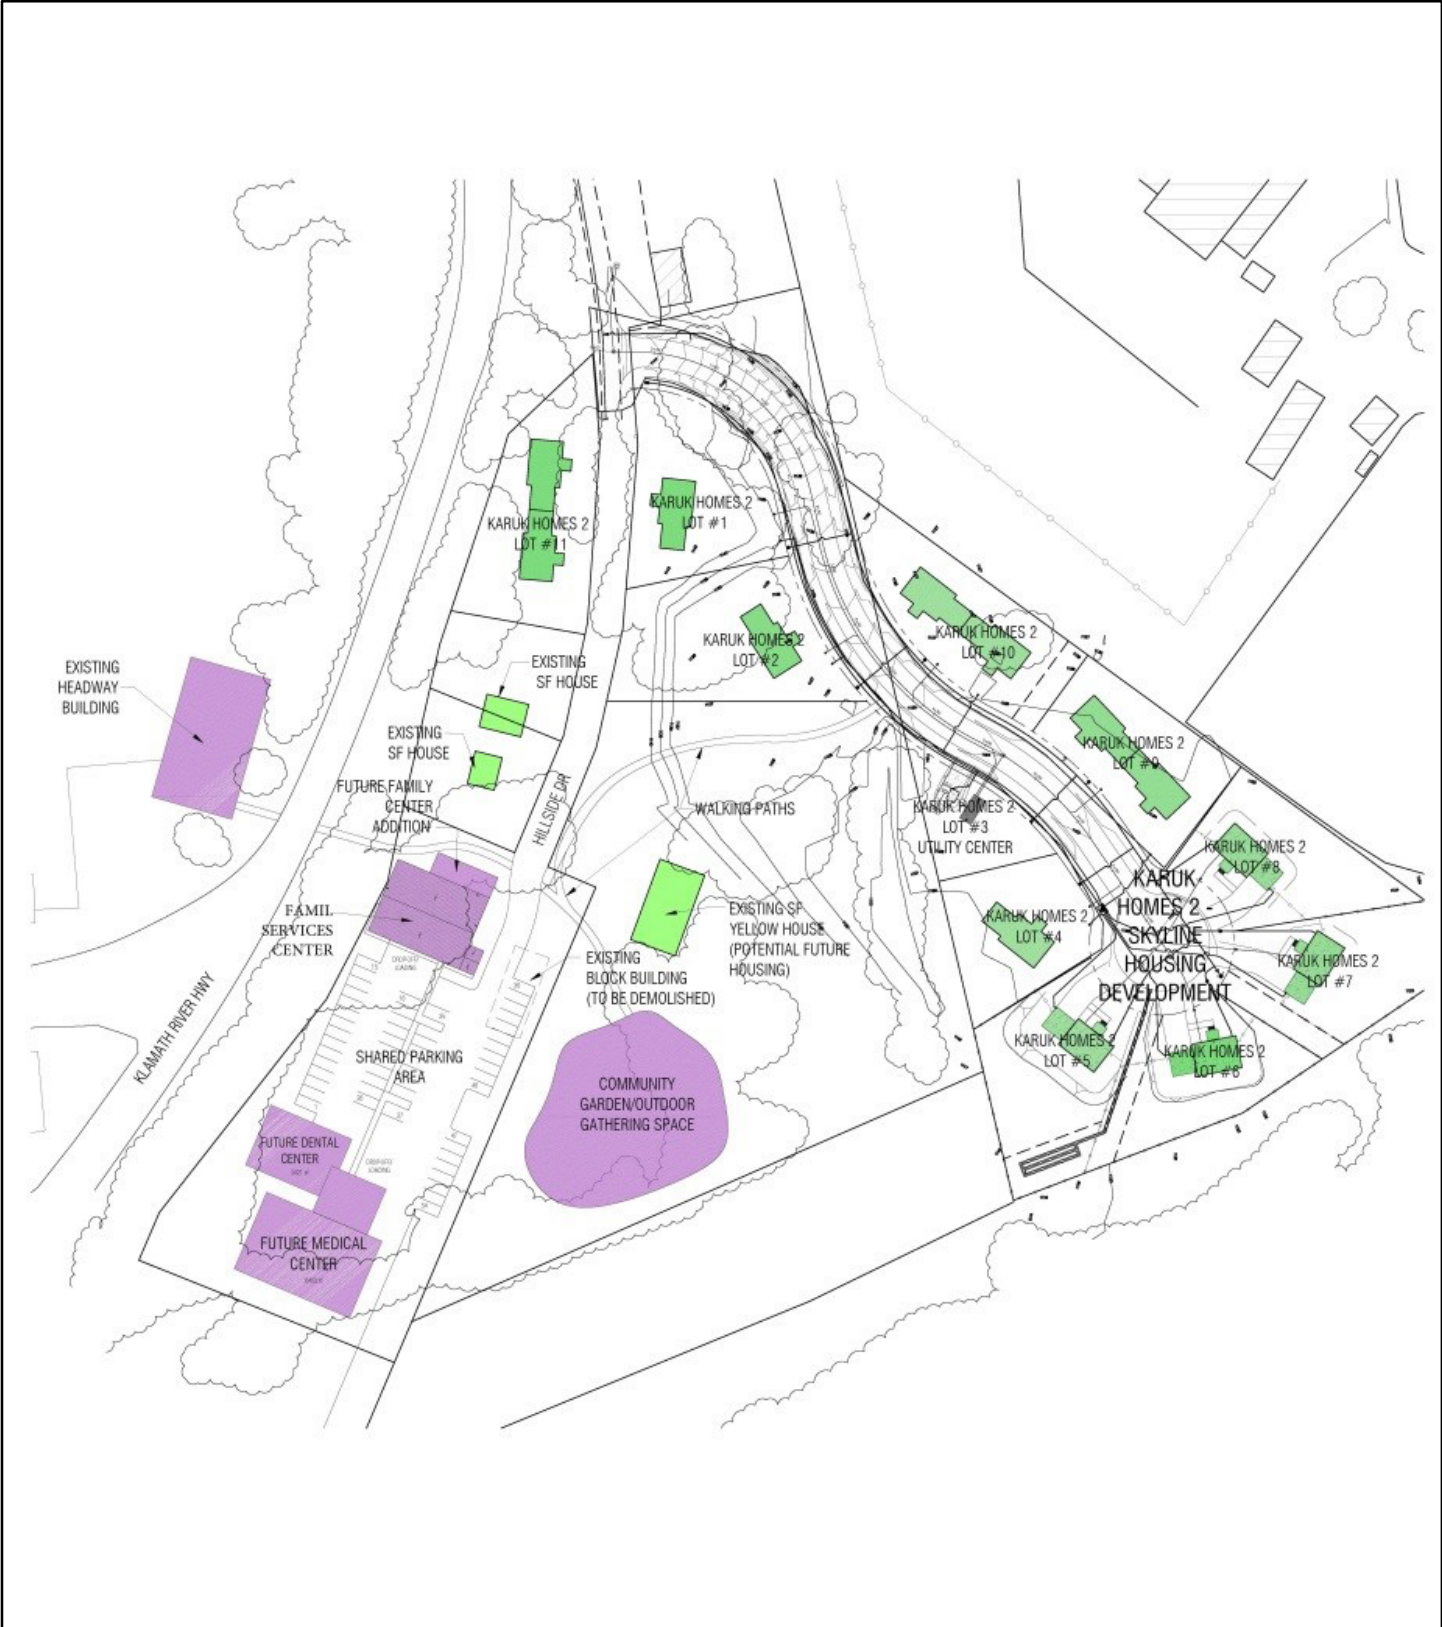 KARUK HOMES 2
LOT #11
KARUK HOMES 2
LOT #1
KARUK HOMES 2
LOT #2
KARUK HOMES 2
LOT #10
EXISTING
HEADWAY
BUILDING
EXISTING
SF HOUSE
EXISTING
SF HOUSE
FUTURE FAMILY
CENTER
ADDITION
HILLSIDE DR
WALKING PATHS
KARUK HOMES 2
LOT #9
KARUK HOMES 2
LOT #3
UTILITY CENTER
KARUK HOMES 2
LOT #8
KARUK
HOMES 2
SKYLINE
HOUSING
DEVELOPMENT
KARUK HOMES 2
LOT #4
KARUK HOMES 2
LOT #7
KARUK HOMES 2
LOT #5
KARUK HOMES 2
LOT #6
FAMIL
SERVICES
CENTER
EXISTING SF
YELLOW HOUSE
(POTENTIAL FUTURE
HOUSING)
EXISTING
BLOCK BUILDING
(TO BE DEMOLISHED)
KLAMATH RIVER HWY
DROPOFF/
LOADING
SHARED PARKING
AREA
COMMUNITY
GARDEN/OUTDOOR
GATHERING SPACE
FUTURE DENTAL
CENTER
DROPOFF/
LOADING
FUTURE MEDICAL
CENTER